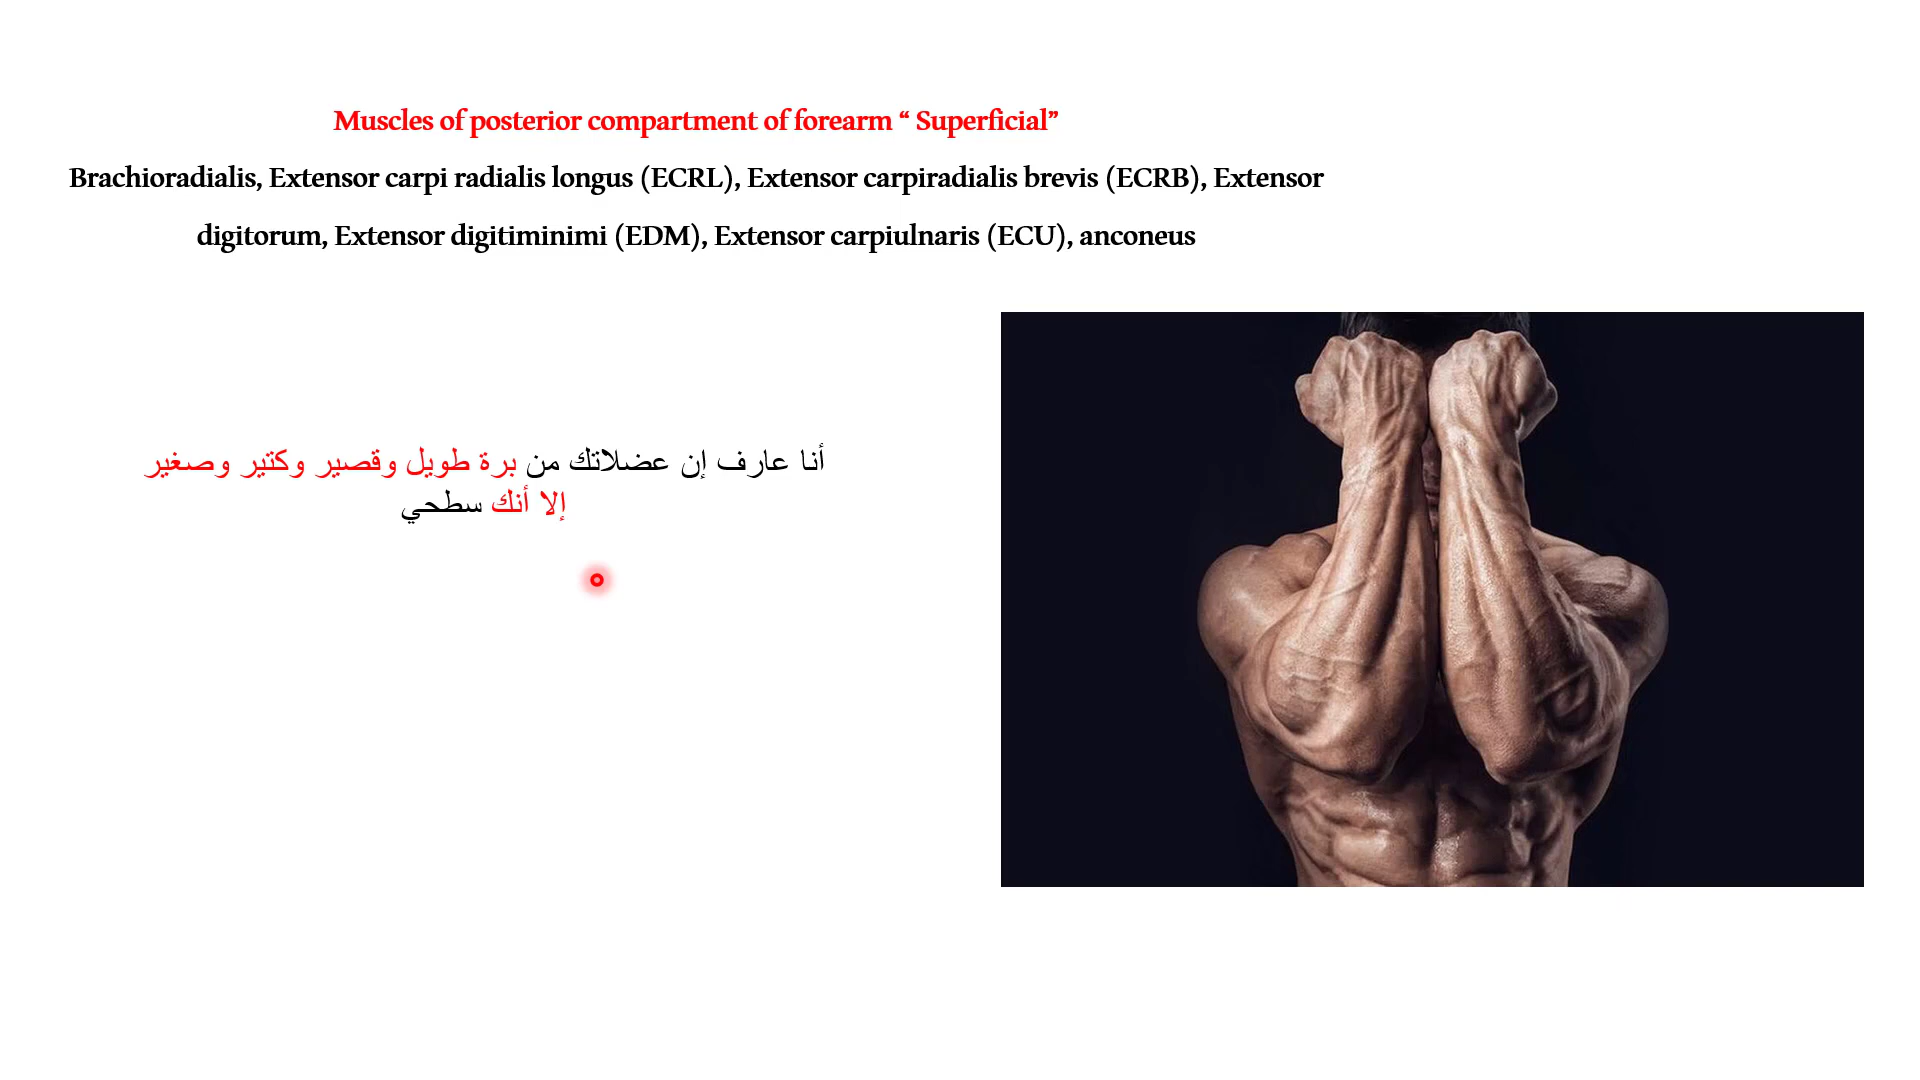 Muscles of posterior compartment of forearm “ Superficial”
Brachioradialis, Extensor carpi radialis longus (ECRL), Extensor carpiradialis brevis (ECRB), Extensor
digitorum, Extensor digitiminimi (EDM), Extensor carpiulnaris (ECU), anconeus
أنا عارف إن عضلاتك من برة طويل وقصير وكتير وصغير
إلا أنك سطحي